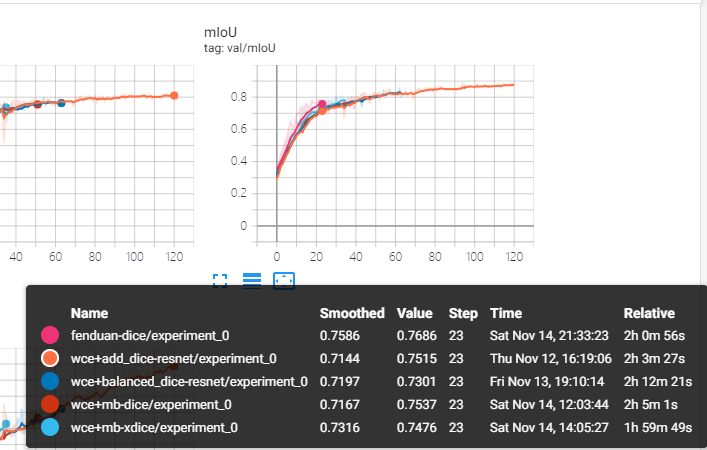 mIoU
tag: val/mIoU
0.8
0.6
0.4
0.2
0
40 60 80 100 120
0 20 40 60 80 100 120
Name Smoothed Value Step Time Relative
fenduan-dice/experiment_0 0.7586 0.7686 23 Sat Nov 14, 21:33:23 2h 0m 56s
wce+add_dice-resnet/experiment_0 0.7144 0.7515 23 Thu Nov 12, 16:19:06 2h 3m 27s
wce+balanced_dice-resnet/experiment_0 0.7197 0.7301 23 Fri Nov 13, 19:10:14 2h 12m 21s
wce+mb-dice/experiment_0 0.7167 0.7537 23 Sat Nov 14, 12:03:44 2h 5m 1s
wce+mb-xdice/experiment_0 0.7316 0.7476 23 Sat Nov 14, 14:05:27 1h 59m 49s